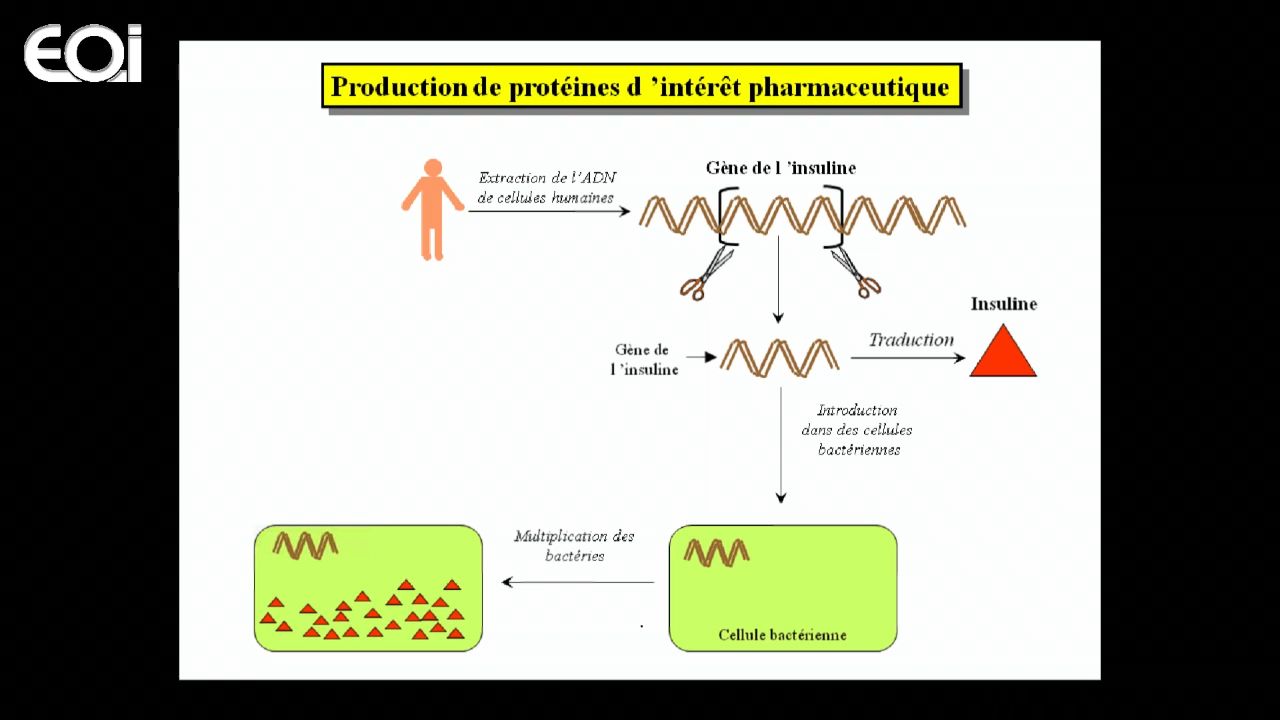 EOi
Production de protéines d ’intérêt pharmaceutique
Extraction de l’ADN
de cellules humaines
Gène de l ’insuline
Insuline
Gène de
l ’insuline
Traduction
Introduction
dans des cellules
bactériennes
Multiplication des
bactéries
Cellule bactérienne